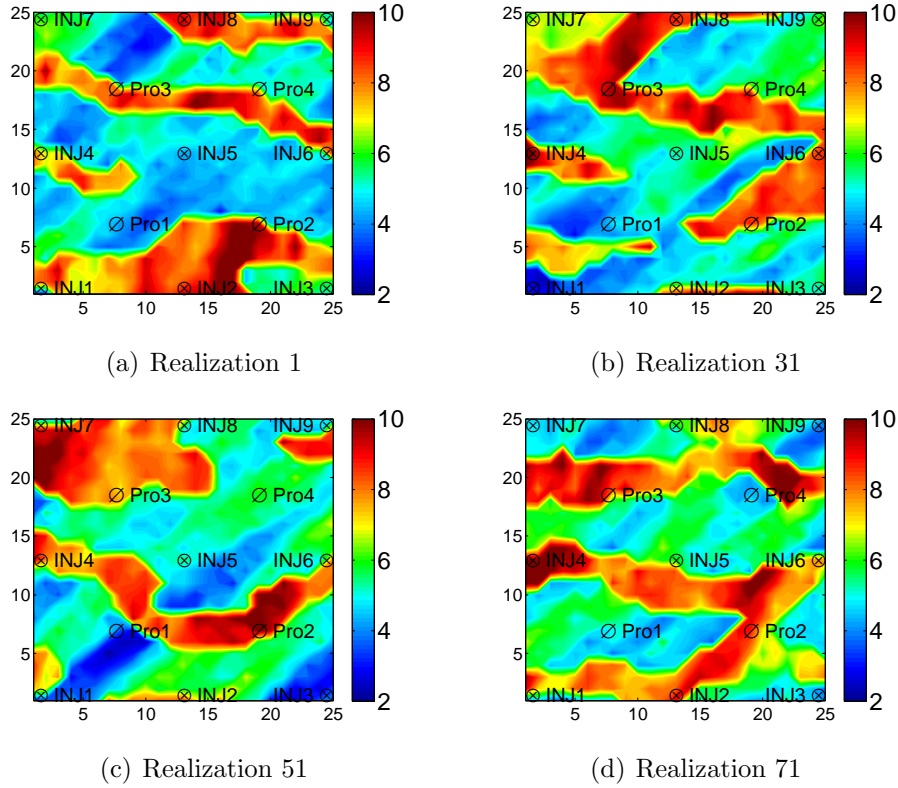 25
20
15
10
5
INJ7 INJ8 INJ9
Pro3 Pro4
INJ4 INJ5 INJ6
Pro1 Pro2
INJ1 INJ2 INJ3
5 10 15 20 25
10
8
6
4
2
(a) Realization 1
25
20
15
10
5
INJ7 INJ8 INJ9
Pro3 Pro4
INJ4 INJ5 INJ6
Pro1 Pro2
INJ1 INJ2 INJ3
5 10 15 20 25
10
8
6
4
2
(b) Realization 31
25
20
15
10
5
INJ7 INJ8 INJ9
Pro3 Pro4
INJ4 INJ5 INJ6
Pro1 Pro2
INJ1 INJ2 INJ3
5 10 15 20 25
10
8
6
4
2
(c) Realization 51
25
20
15
10
5
INJ7 INJ8 INJ9
Pro3 Pro4
INJ4 INJ5 INJ6
Pro1 Pro2
INJ1 INJ2 INJ3
5 10 15 20 25
10
8
6
4
2
(d) Realization 71